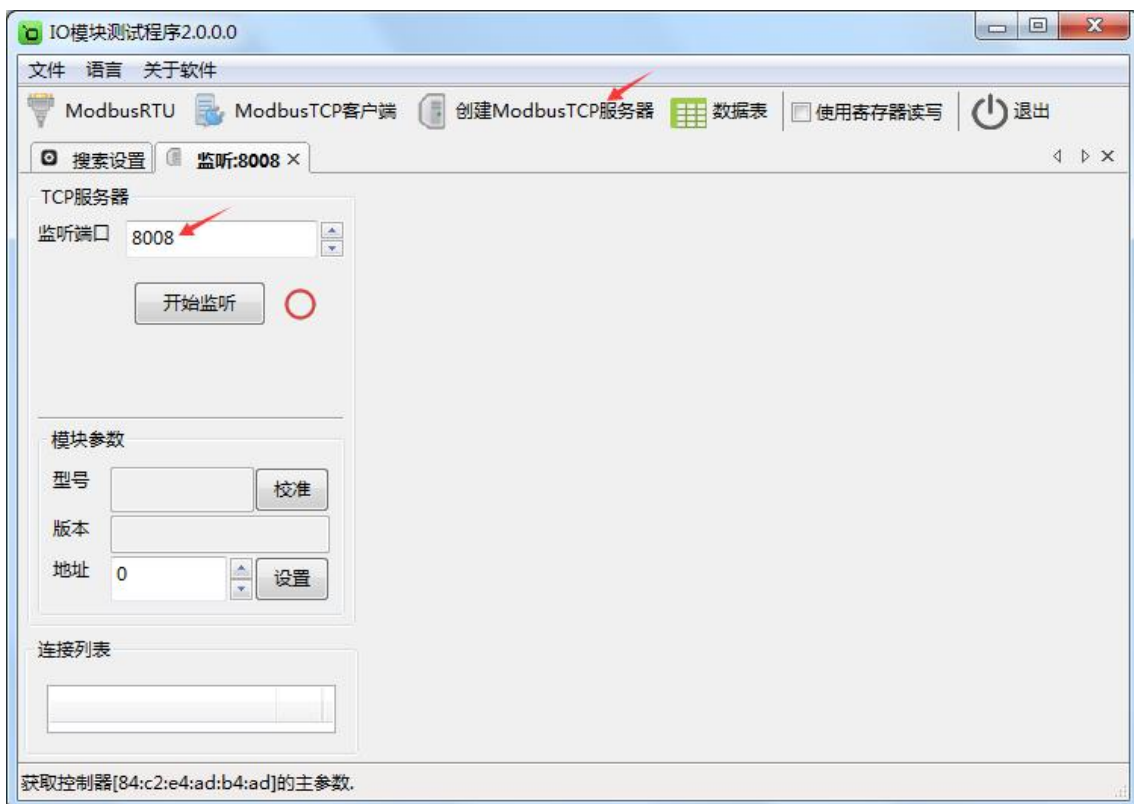 IO模块测试程序2.0.0.0
文件 语言 关于软件
ModbusRTU ModbusTCP客户端 创建ModbusTCP服务器 数据表 使用寄存器读写 退出
搜素设置 监听:8008
TCP服务器
监听端口 8008
开始监听
模块参数
型号 校准
版本
地址 0 设置
连接列表
获取控制器[84:c2:e4:ad:b4:ad]的主参数.